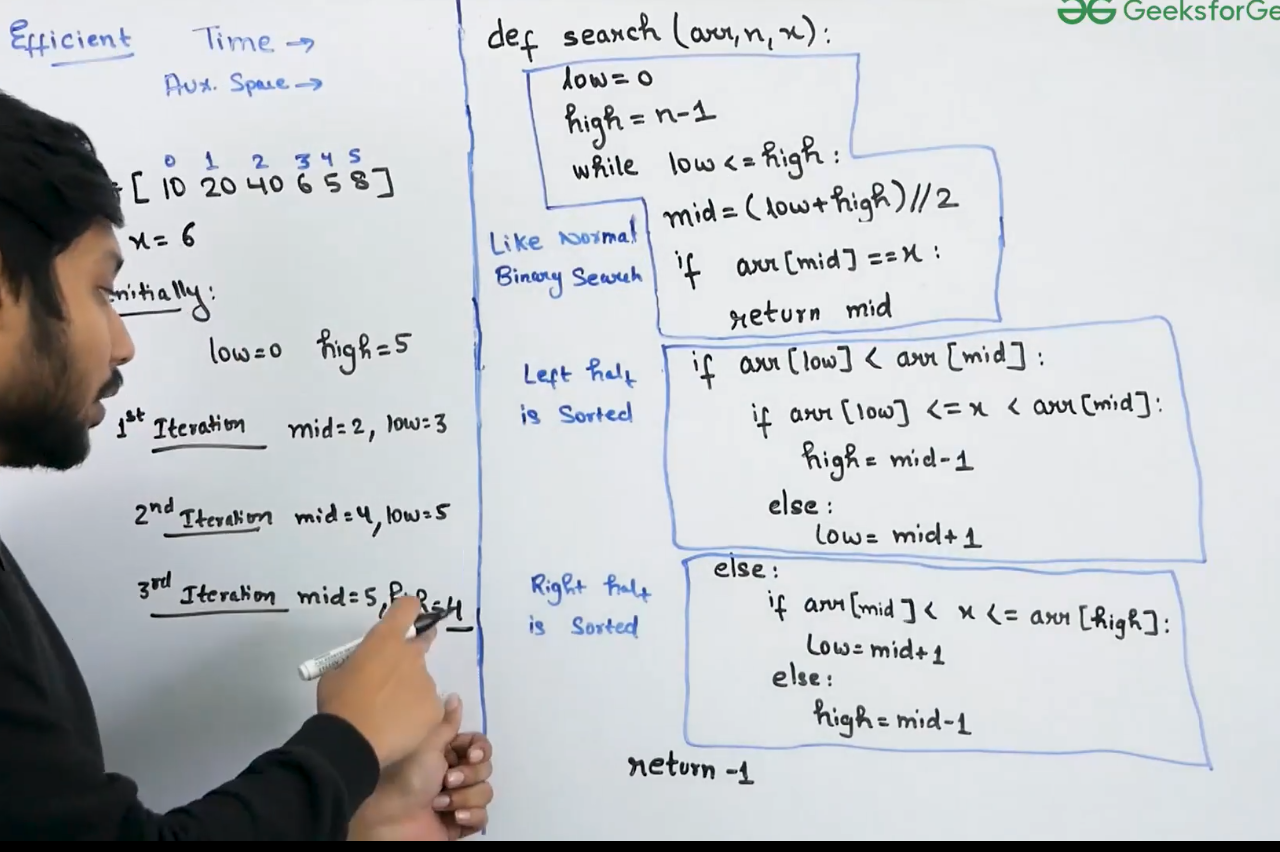 GeeksforGe
Efficient Time →
Aux. Space →
0 1 2 3 4 5
[ 10 20 40 6 5 8 ]
x = 6
nitially:
low=0 high=5
1st Iteration mid=2, low=3
2nd Iteration mid=4, low=5
3rd Iteration mid=5, =4
def search (arr,n,x):
low=0
high=n-1
while low<=high:
mid=(low+high)//2
if arr[mid]==x:
return mid
Like Normal
Binary Search
if arr[low] < arr[mid]:
if arr[low] <=x < arr[mid]:
high= mid-1
else:
low= mid+1
Left half
is Sorted
else:
if arr[mid] < x <= arr[high]:
Low=mid+1
else:
high=mid-1
Right half
is Sorted
return -1